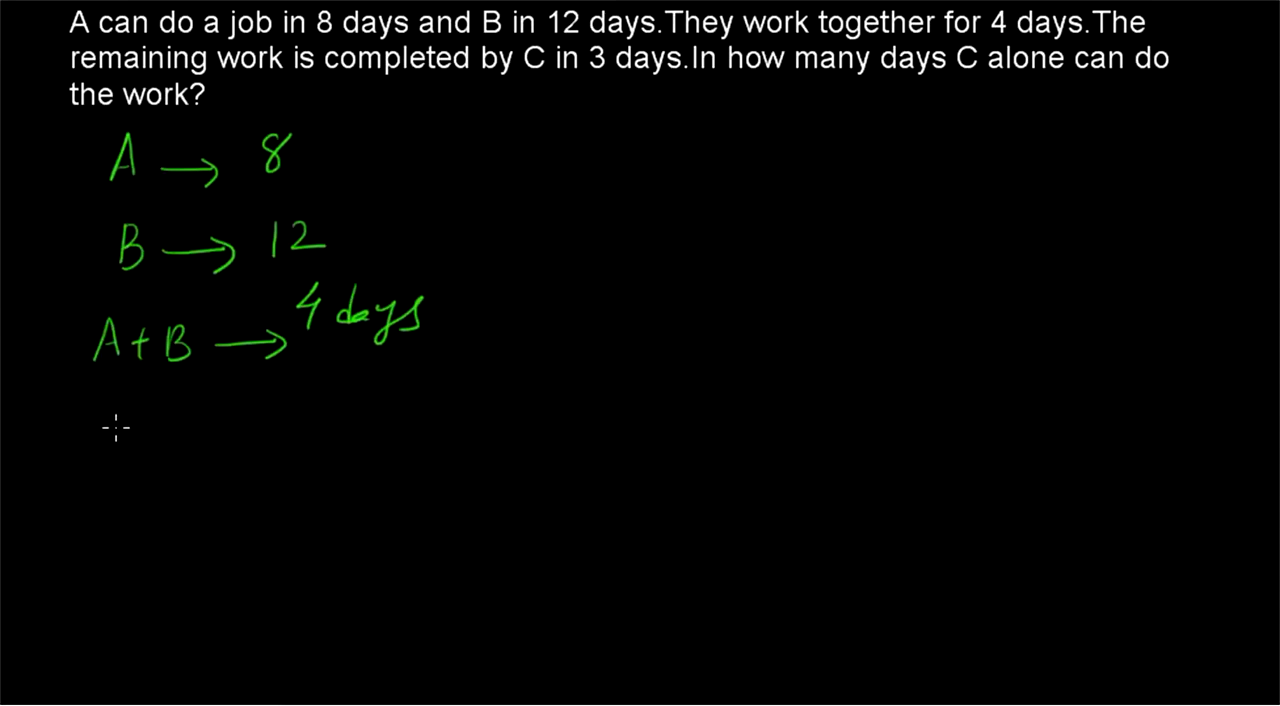 A can do a job in 8 days and B in 12 days.They work together for 4 days.The
remaining work is completed by C in 3 days.In how many days C alone can do
the work?
A → 8
B → 12
A + B → 4 days